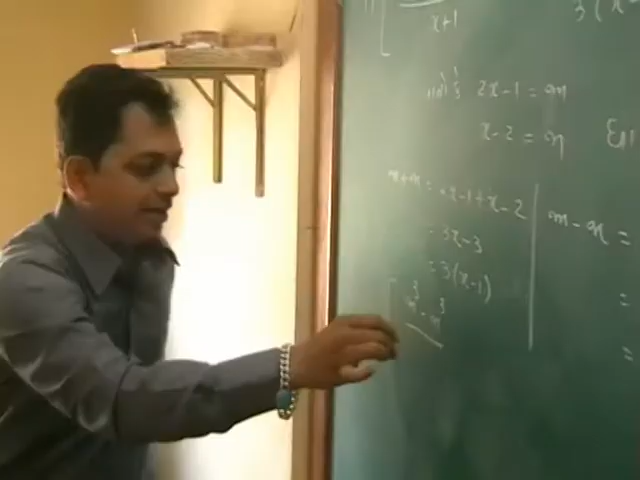 x+1
3(x
2x-1 = m
x-2 = n
m+n = 2x-1+x-2
= 3x-3
= 3(x-1)
m-n =
=
=
m³-n³